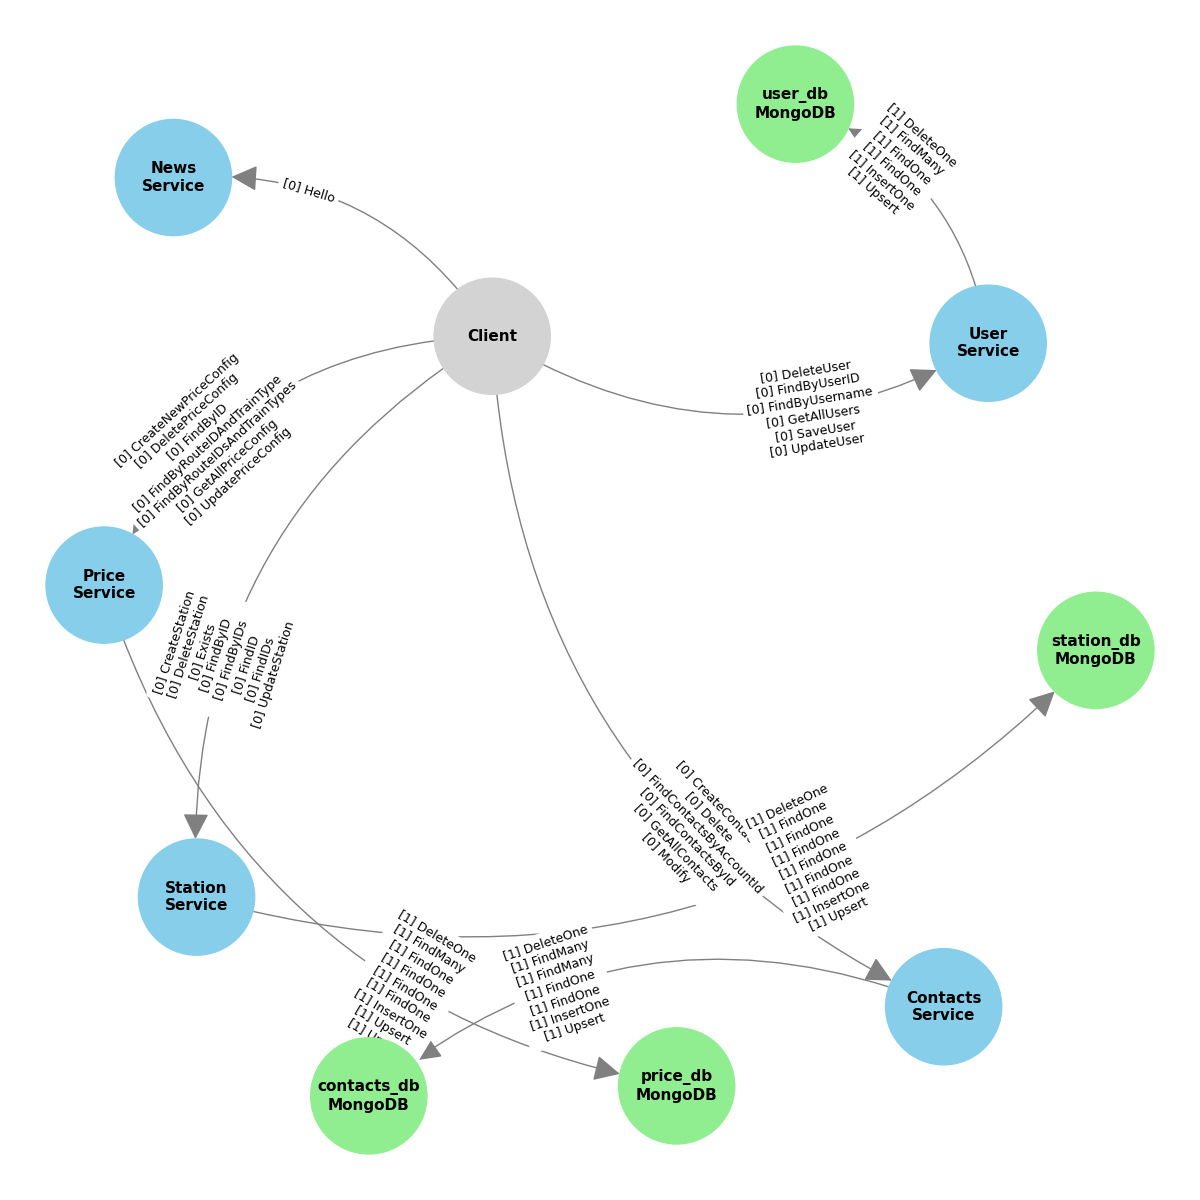 user_db
MongoDB
[1] DeleteOne
[1] FindMany
[1] FindOne
[1] FindOne
[1] InsertOne
[1] Upsert
News
Service
[0] Hello
Client
User
Service
[0] DeleteUser
[0] FindByUserID
[0] FindByUsername
[0] GetAllUsers
[0] SaveUser
[0] UpdateUser
[0] CreateNewPriceConfig
[0] DeletePriceConfig
[0] FindByID
[0] FindByRouteIDAndTrainType
[0] FindByRouteIDsAndTrainTypes
[0] GetAllPriceConfig
[0] UpdatePriceConfig
Price
Service
[0] CreateStation
[0] DeleteStation
[0] Exists
[0] FindByID
[0] FindByIDs
[0] FindID
[0] FindIDs
[0] UpdateStation
station_db
MongoDB
[0]
[0] Delete
[0] FindContactsByAccountId
[0] FindContactsById
[0] GetAllContacts
[0] Modify
[1] DeleteOne
[1] FindOne
[1] FindOne
[1] FindOne
[1] FindOne
[1] FindOne
[1] FindOne
[1] InsertOne
[1] Upsert
Station
Service
[1] DeleteOne
[1] FindMany
[1] FindOne
[1] FindOne
[1] FindOne
[1] FindOne
[1] InsertOne
[1] Upsert
[1]
[1] DeleteOne
[1] FindMany
[1] FindMany
[1] FindOne
[1] FindOne
[1] InsertOne
[1] Upsert
Contacts
Service
contacts_db
MongoDB
price_db
MongoDB